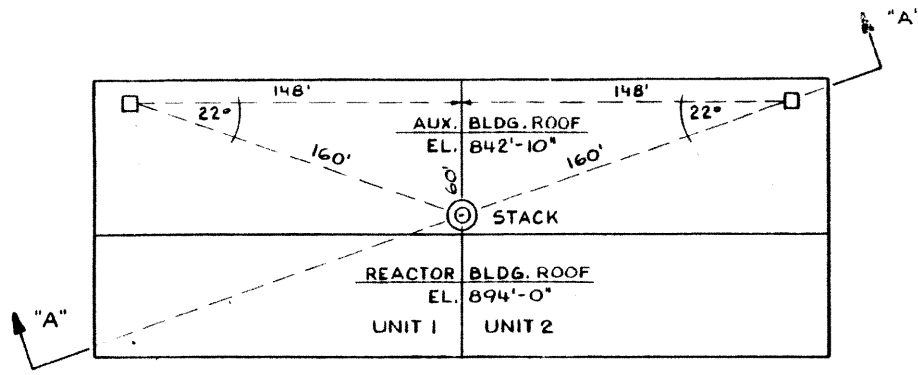 "A"
148'
148'
22°
22°
AUX. BLDG. ROOF
EL. 842'-10"
160'
160'
60'
STACK
REACTOR BLDG. ROOF
EL. 894'-0"
"A"
UNIT 1
UNIT 2